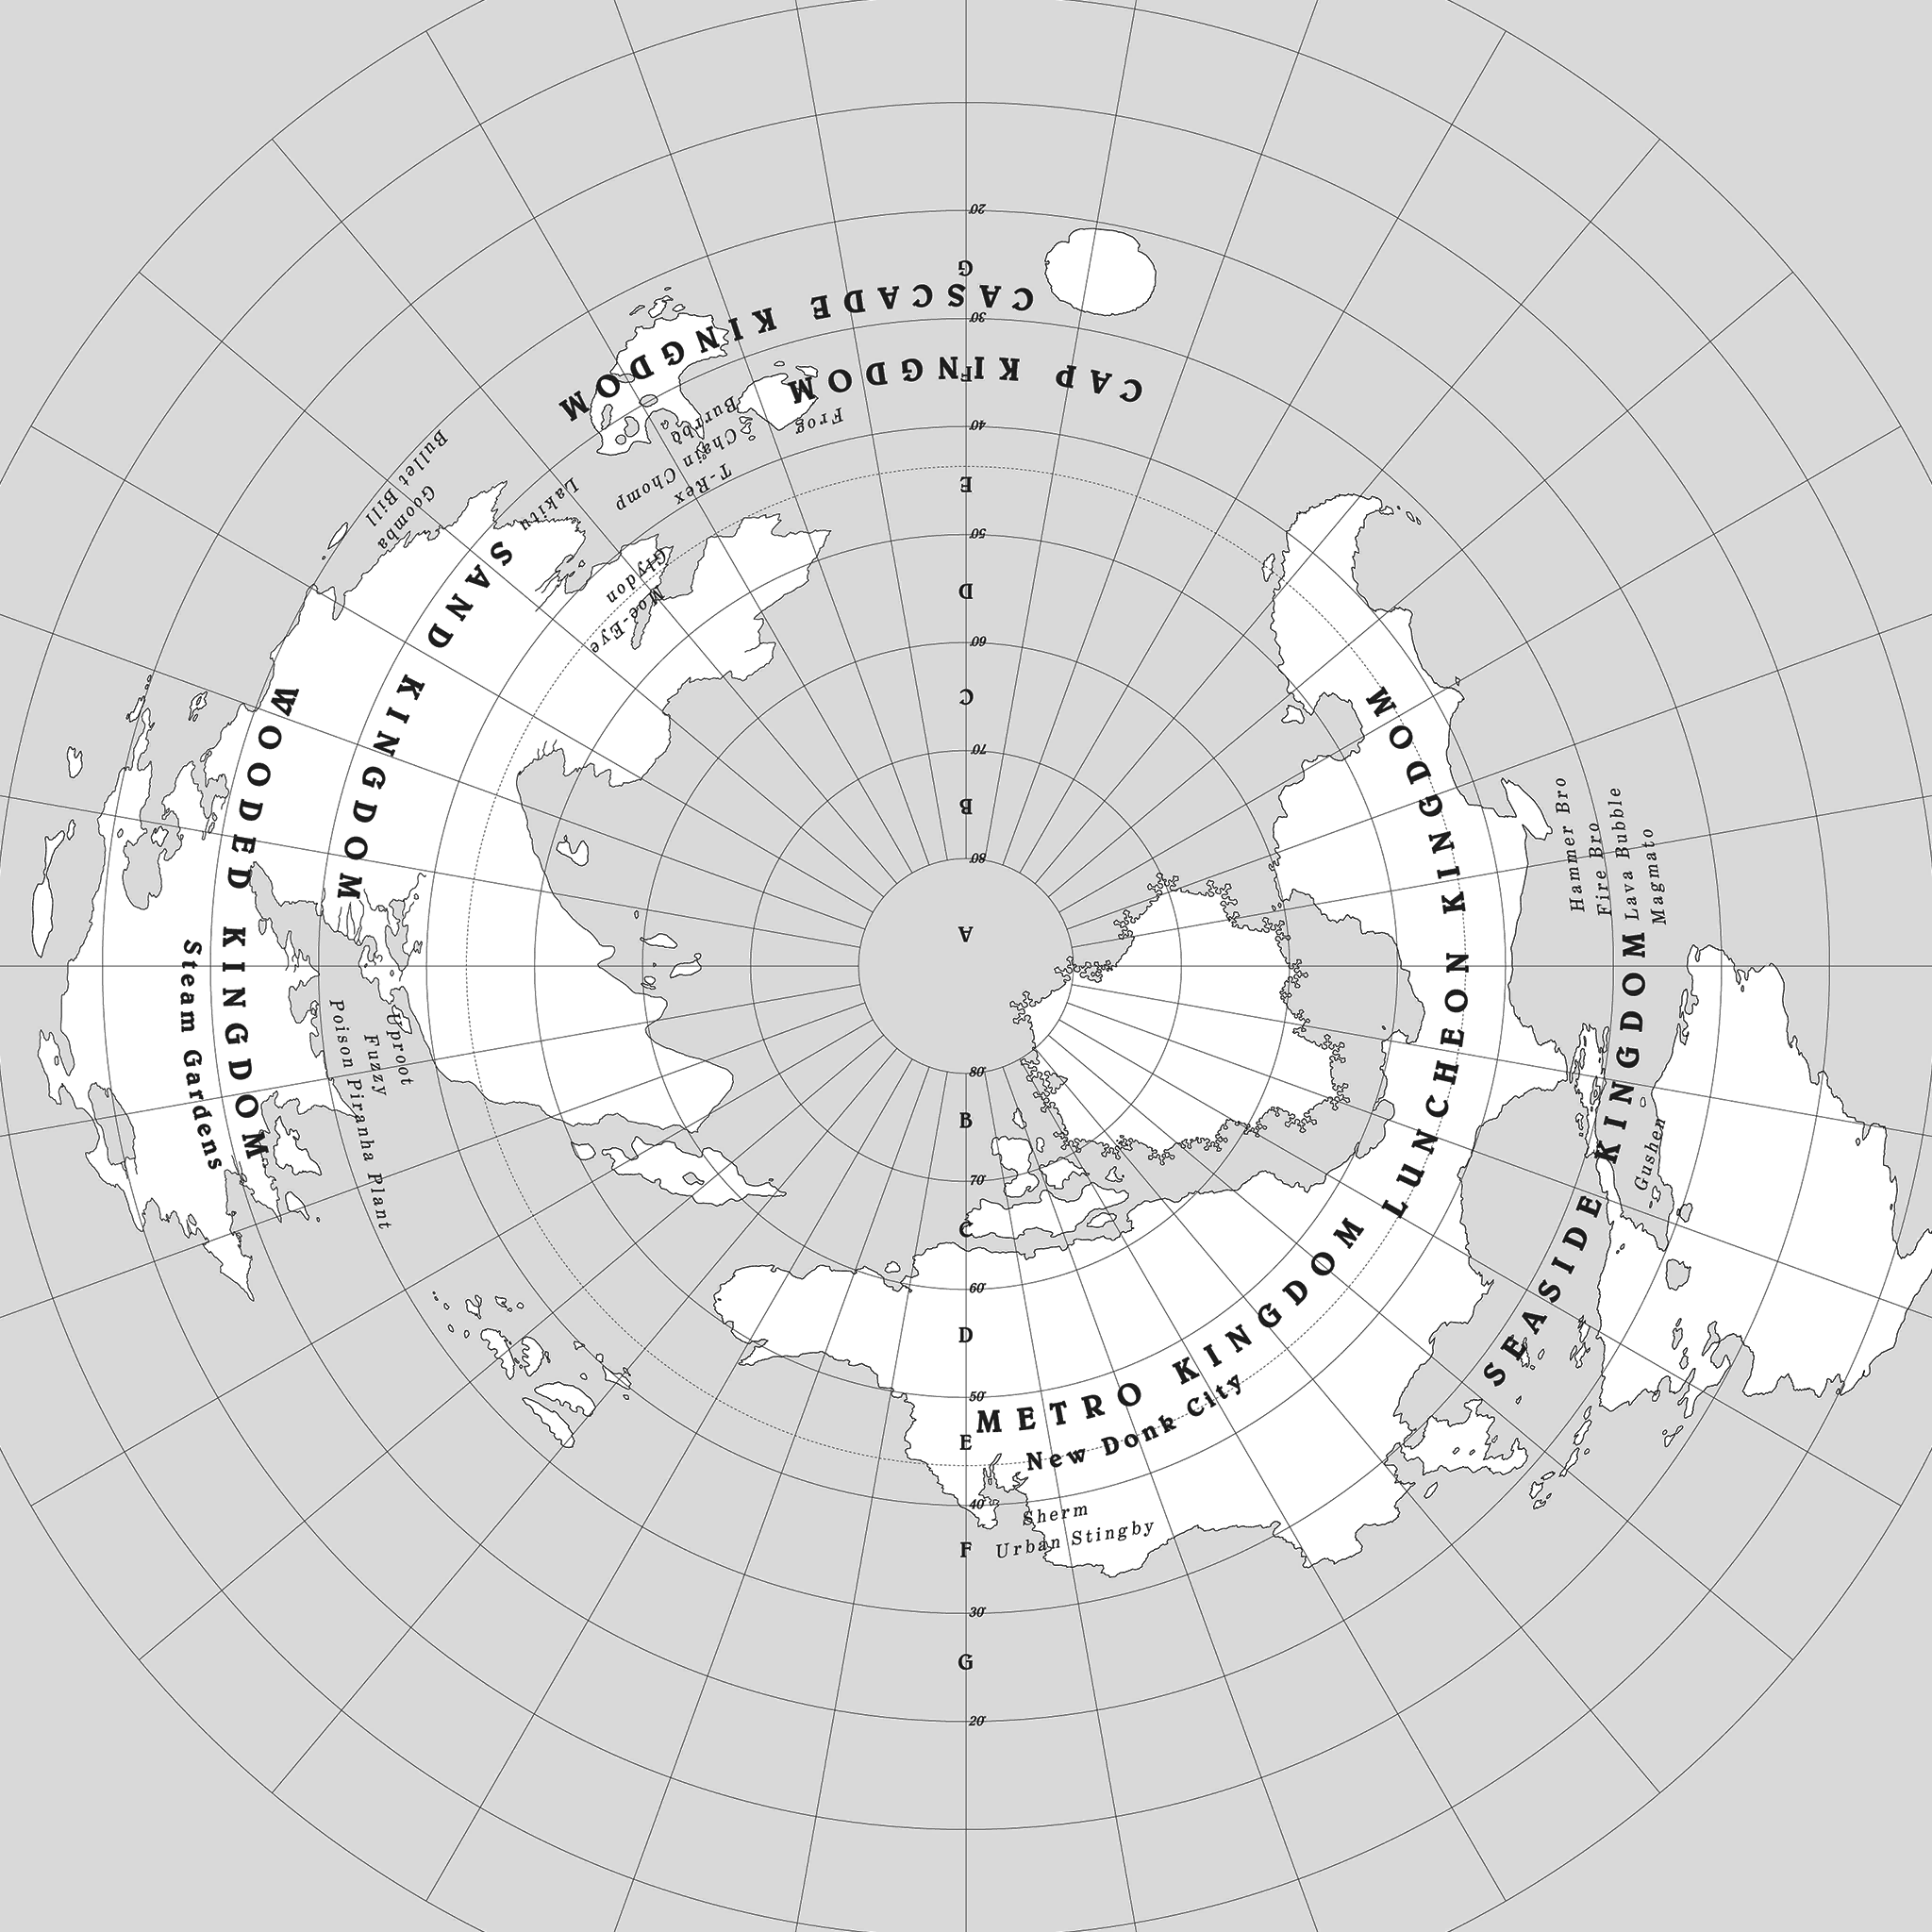 20'
G
CASCADE KINGDOM
30'
CAP KINGDOM
F
Frog
Burrbo
Chain Chomp
T-Rex
40'
E
Bullet Bill
Goomba
Lakitu
50'
SAND KINGDOM
Glydon
Moe-Eye
D
60'
C
70'
B
80'
A
WOODED KINGDOM
Steam Gardens
Uproot
Fuzzy
Poison Piranha Plant
Hammer Bro
Fire Bro
Lava Bubble
Magmato
LUNCHEON KINGDOM
SEASIDE KINGDOM
Gushen
80'
B
70'
C
60'
D
50'
METRO KINGDOM
New Donk City
E
40'
Sherm
Urban Stingby
F
30'
G
20'